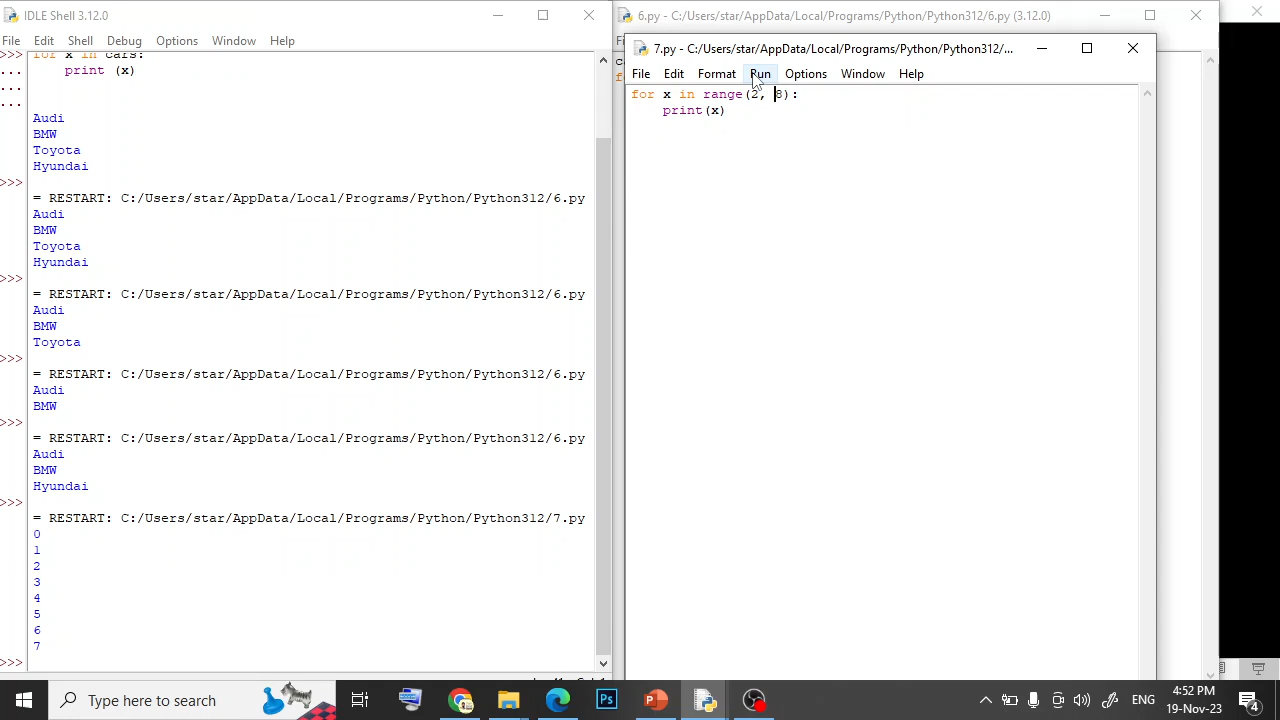 IDLE Shell 3.12.0
File Edit Shell Debug Options Window Help
>>> for x in cars:
... print (x)
...
...
Audi
BMW
Toyota
Hyundai
>>>
= RESTART: C:/Users/star/AppData/Local/Programs/Python/Python312/6.py
Audi
BMW
Toyota
Hyundai
>>>
= RESTART: C:/Users/star/AppData/Local/Programs/Python/Python312/6.py
Audi
BMW
Toyota
>>>
= RESTART: C:/Users/star/AppData/Local/Programs/Python/Python312/6.py
Audi
BMW
>>>
= RESTART: C:/Users/star/AppData/Local/Programs/Python/Python312/6.py
Audi
BMW
Hyundai
>>>
= RESTART: C:/Users/star/AppData/Local/Programs/Python/Python312/7.py
0
1
2
3
4
5
6
7
>>>
6.py - C:/Users/star/AppData/Local/Programs/Python/Python312/6.py (3.12.0)
7.py - C:/Users/star/AppData/Local/Programs/Python/Python312/...
File Edit Format Run Options Window Help
for x in range(2, 8):
print(x)
Type here to search
Ps
ENG
4:52 PM
19-Nov-23
4